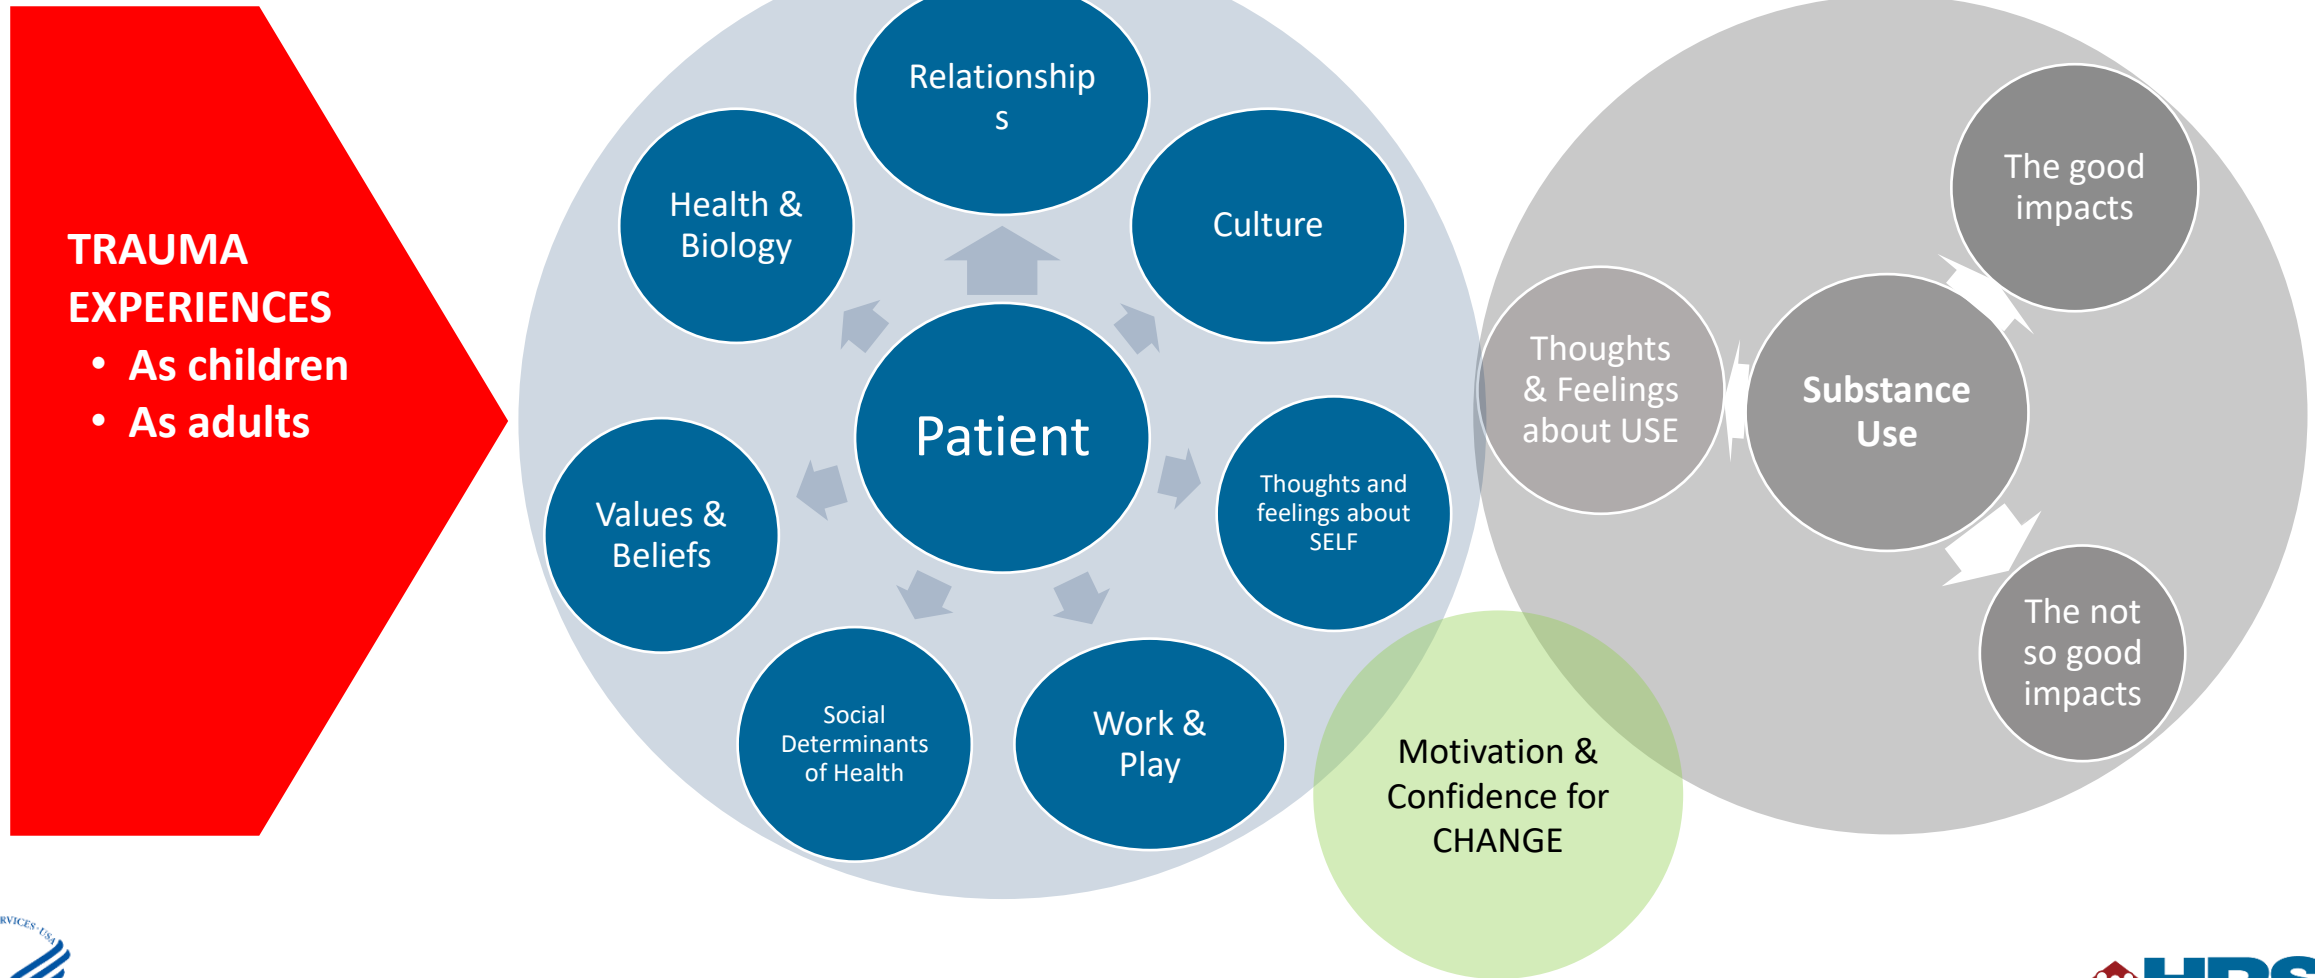 TRAUMA
EXPERIENCES
• As children
• As adults
Relationship
s
Health &
Biology
Culture
Patient
Values &
Beliefs
Thoughts and
feelings about
SELF
Social
Determinants
of Health
Work &
Play
Motivation &
Confidence for
CHANGE
Thoughts
& Feelings
about USE
Substance
Use
The good
impacts
The not
so good
impacts